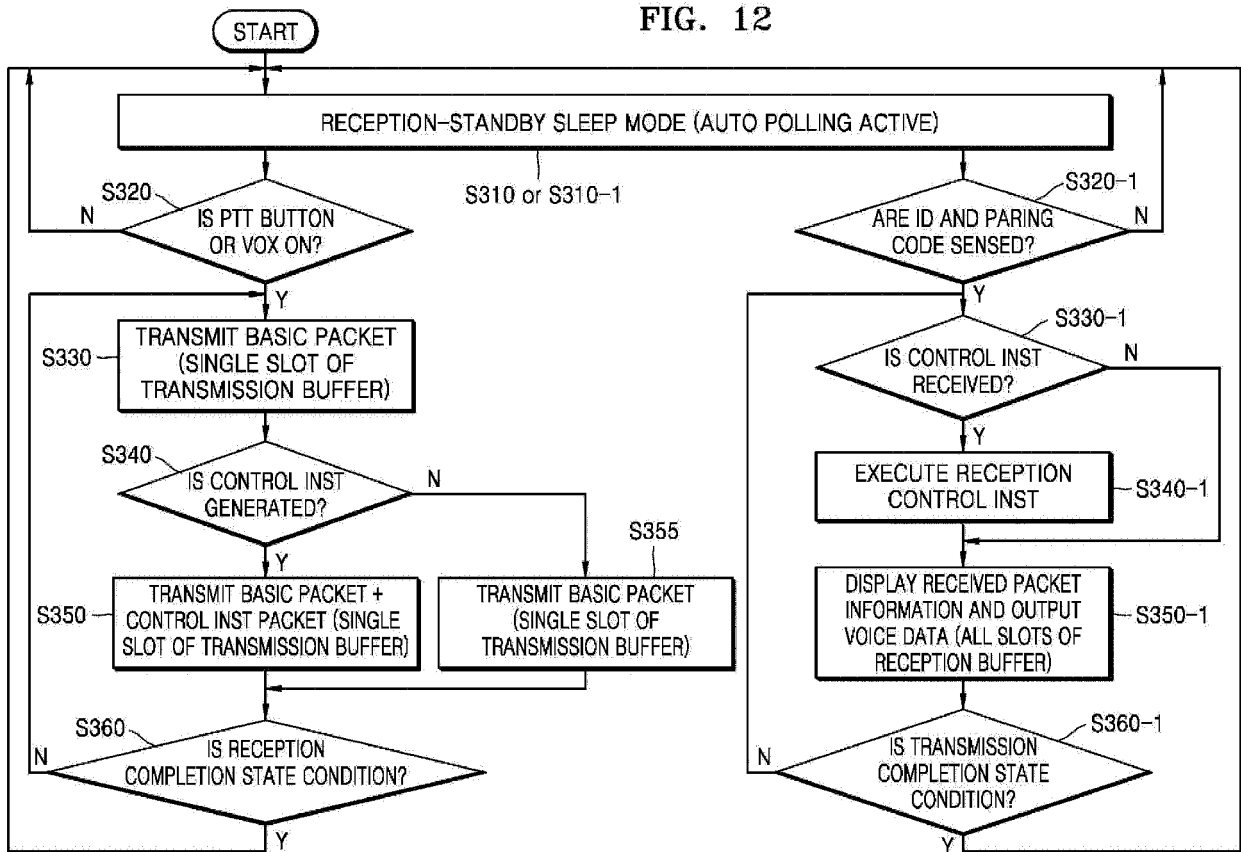 FIG. 12
START
RECEPTION-STANDBY SLEEP MODE (AUTO POLLING ACTIVE)
S310 or S310-1
S320
N
IS PTT BUTTON
OR VOX ON?
Y
S330
TRANSMIT BASIC PACKET
(SINGLE SLOT OF
TRANSMISSION BUFFER)
S340
IS CONTROL INST
GENERATED?
N
Y
S350
TRANSMIT BASIC PACKET +
CONTROL INST PACKET (SINGLE
SLOT OF TRANSMISSION BUFFER)
S355
TRANSMIT BASIC PACKET
(SINGLE SLOT OF
TRANSMISSION BUFFER)
S360
N
IS RECEPTION
COMPLETION STATE CONDITION?
Y
S320-1
ARE ID AND PARING
CODE SENSED?
N
Y
S330-1
IS CONTROL INST
RECEIVED?
N
Y
EXECUTE RECEPTION
CONTROL INST
S340-1
DISPLAY RECEIVED PACKET
INFORMATION AND OUTPUT
VOICE DATA (ALL SLOTS OF
RECEPTION BUFFER)
S350-1
S360-1
N
IS TRANSMISSION
COMPLETION STATE
CONDITION?
Y